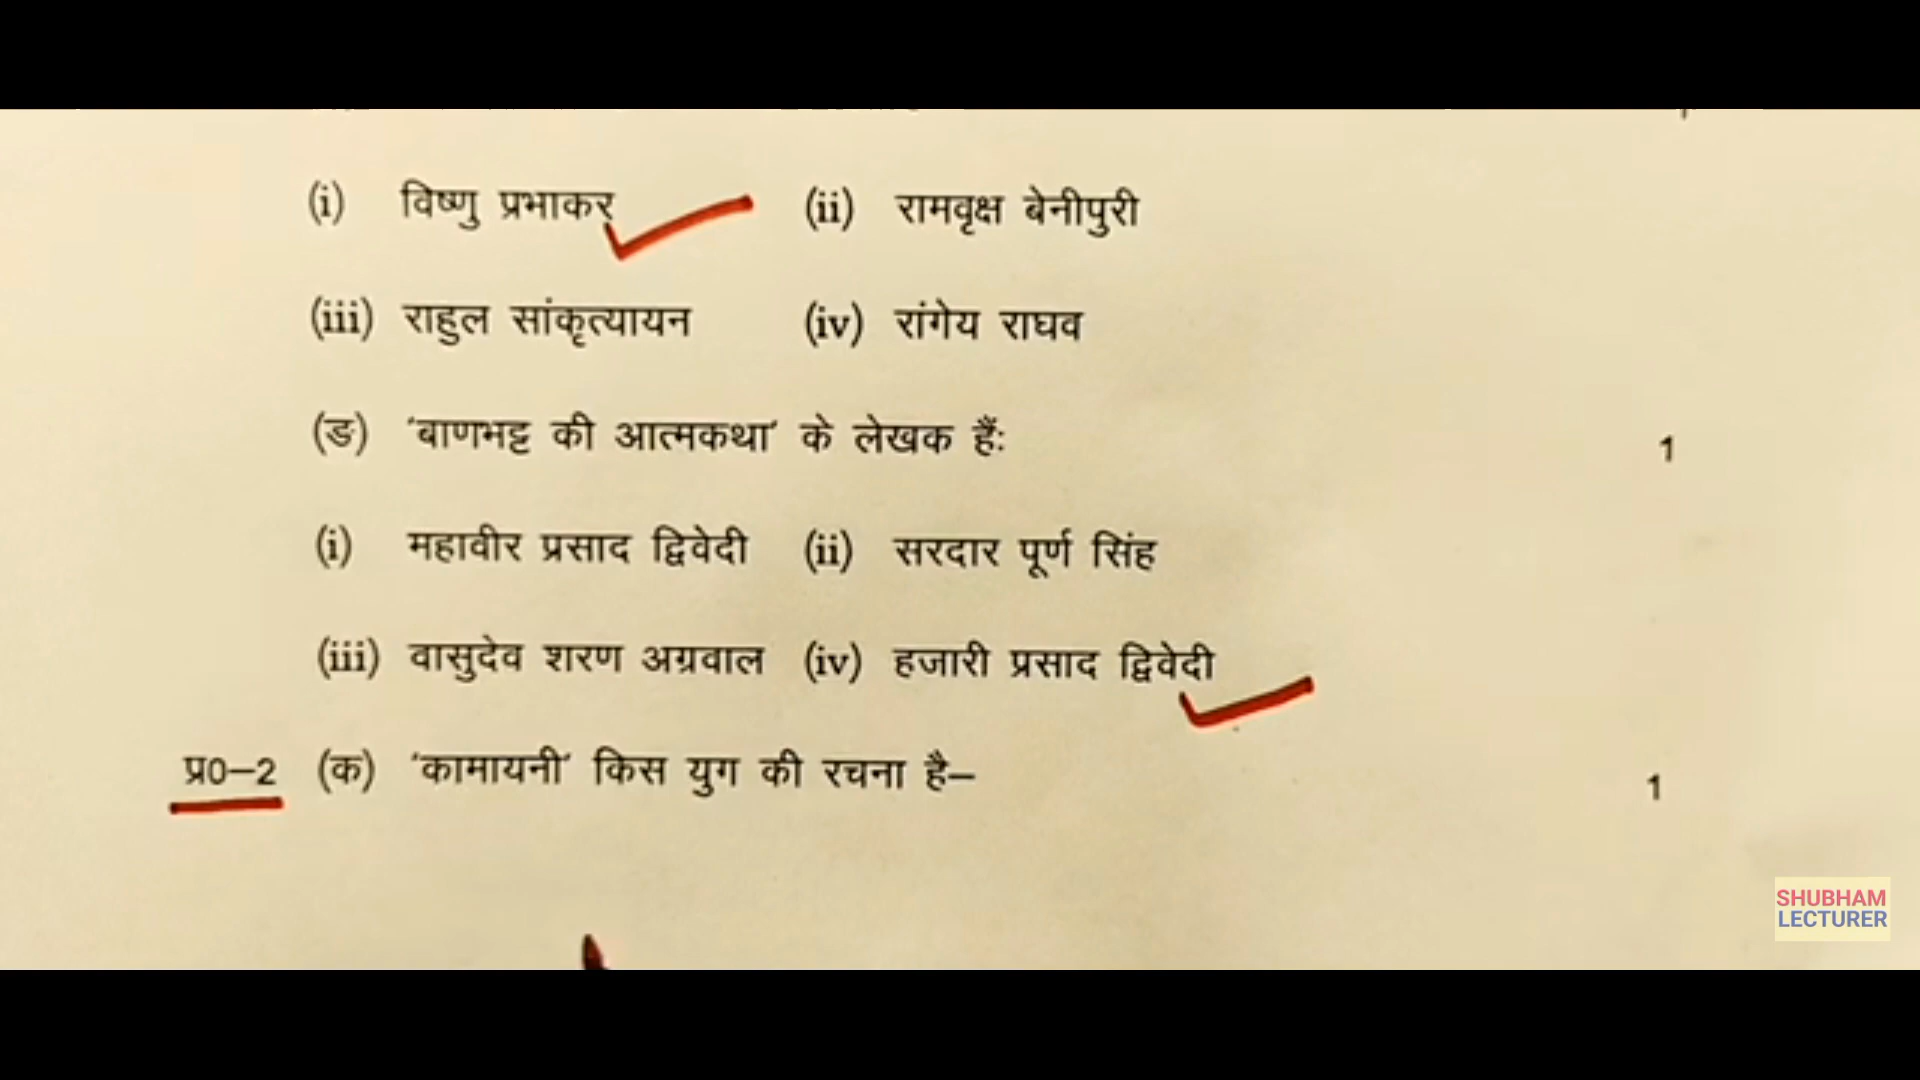 (i) विष्णु प्रभाकर (ii) रामवृक्ष बेनीपुरी
(iii) राहुल सांकृत्यायन (iv) रांगेय राघव
(ङ) 'बाणभट्ट की आत्मकथा' के लेखक हैंः 1
(i) महावीर प्रसाद द्विवेदी (ii) सरदार पूर्ण सिंह
(iii) वासुदेव शरण अग्रवाल (iv) हजारी प्रसाद द्विवेदी
प्र0–2 (क) 'कामायनी' किस युग की रचना है– 1
SHUBHAM
LECTURER